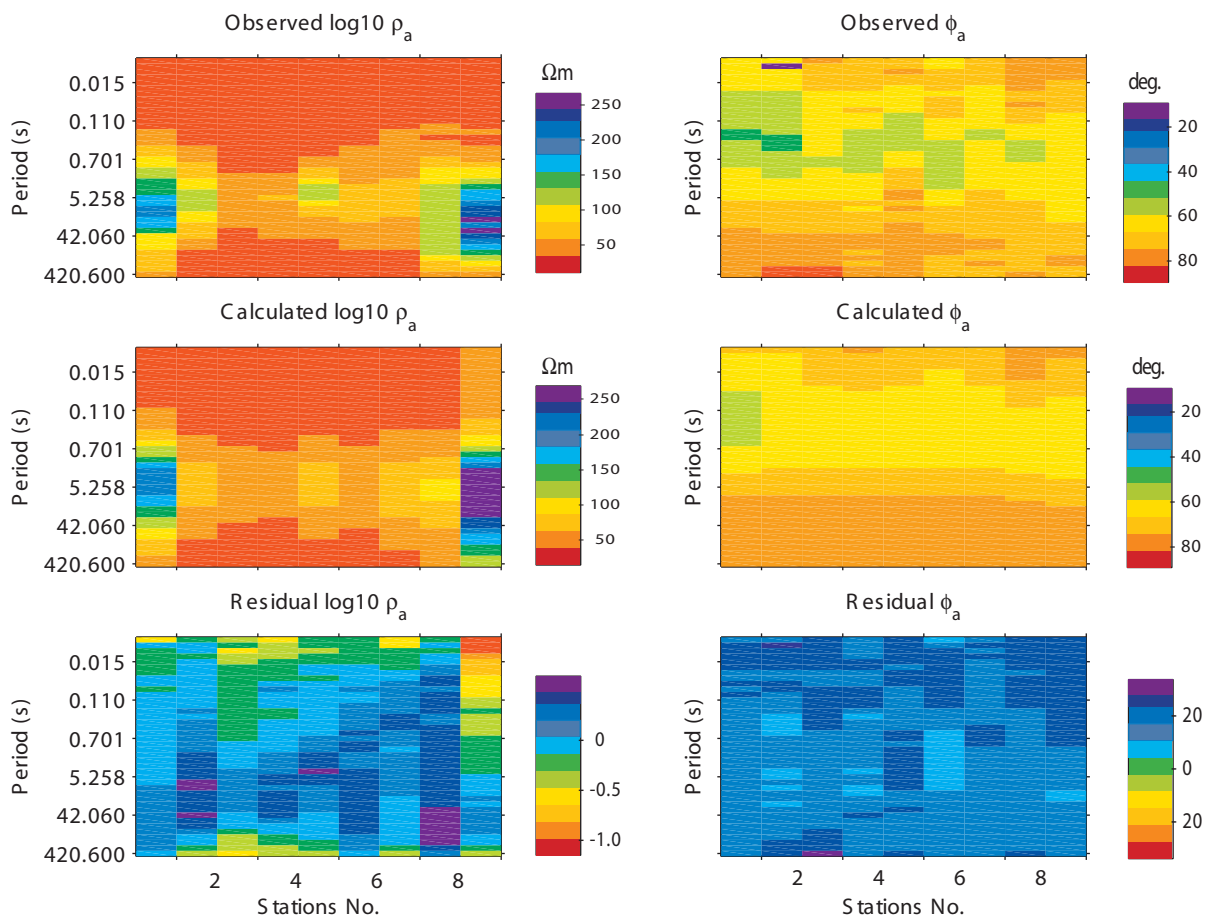 Observed log10 ρa
Observed ϕa
Period (s)
0.015
0.110
0.701
5.258
42.060
420.600
Ωm
250
200
150
100
50
Period (s)
deg.
20
40
60
80
Calculated log10 ρa
Calculated ϕa
Period (s)
0.015
0.110
0.701
5.258
42.060
420.600
Ωm
250
200
150
100
50
Period (s)
deg.
20
40
60
80
Residual log10 ρa
Residual ϕa
Period (s)
0.015
0.110
0.701
5.258
42.060
420.600
0
-0.5
-1.0
Period (s)
20
0
20
2 4 6 8
Stations No.
2 4 6 8
Stations No.